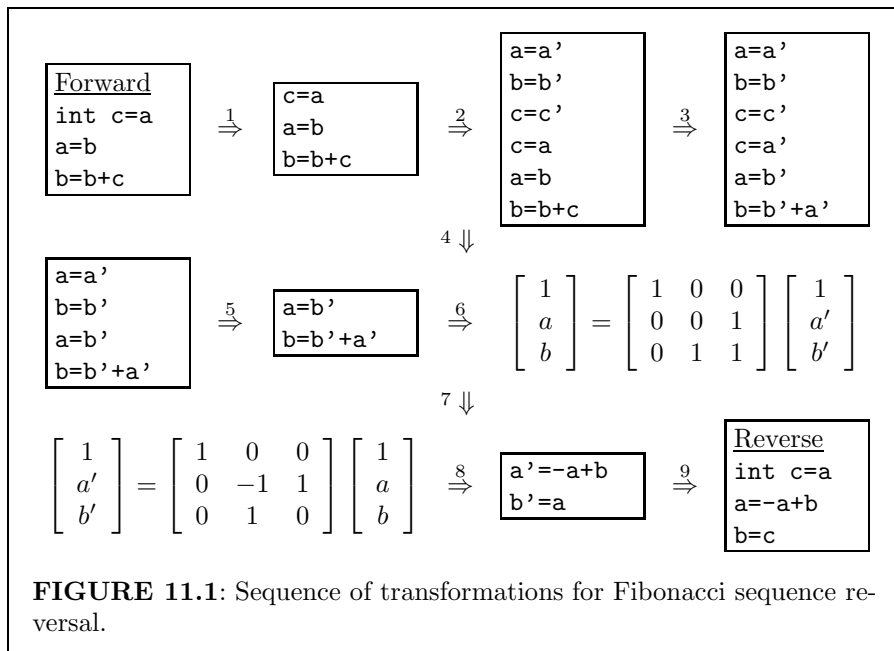 Forward
int c=a
a=b
b=b+c
1
⇒
c=a
a=b
b=b+c
2
⇒
a=a'
b=b'
c=c'
c=a
a=b
b=b+c
3
⇒
a=a'
b=b'
c=c'
c=a'
a=b'
b=b'+a'
4 ⇓
a=a'
b=b'
a=b'
b=b'+a'
5
⇒
a=b'
b=b'+a'
6
⇒
[ 1 ] [ 1 0 0 ] [ 1 ]
[ a ] = [ 0 0 1 ] [ a′ ]
[ b ] [ 0 1 1 ] [ b′ ]
7 ⇓
[ 1 ] [ 1 0 0 ] [ 1 ]
[ a′ ] = [ 0 −1 1 ] [ a ]
[ b′ ] [ 0 1 0 ] [ b ]
8
⇒
a'=-a+b
b'=a
9
⇒
Reverse
int c=a
a=-a+b
b=c
FIGURE 11.1: Sequence of transformations for Fibonacci sequence re-
versal.